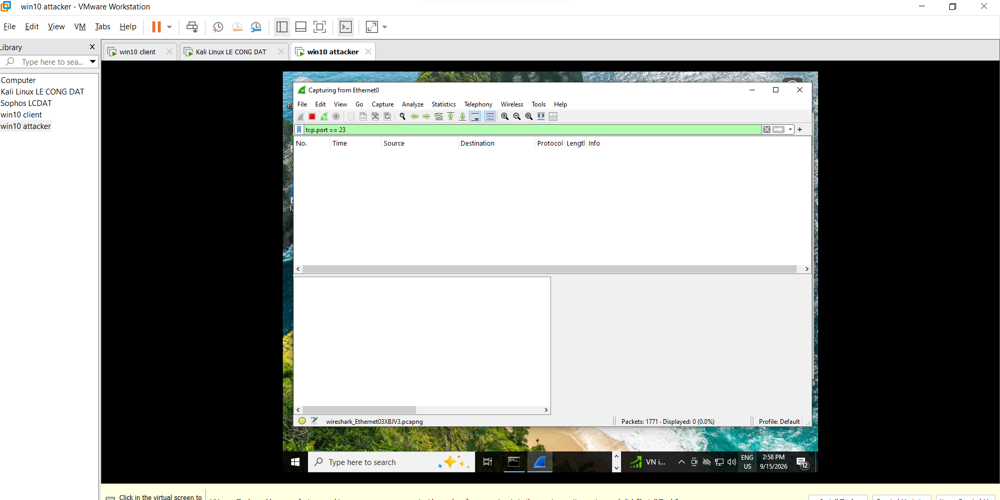 win10 attacker - VMware Workstation
File Edit View VM Tabs Help
Library
Type here to sea...
Computer
Kali Linux LE CONG DAT
Sophos LCDAT
win10 client
win10 attacker
win10 client
Kali Linux LE CONG DAT
win10 attacker
Capturing from Ethernet0
File Edit View Go Capture Analyze Statistics Telephony Wireless Tools Help
tcp.port == 23
No. Time Source Destination Protocol Lengtl Info
wireshark_Ethernet03XBJV3.pcapng
Packets: 1771 · Displayed: 0 (0.0%)
Profile: Default
Type here to search
VN i...
ENG
US
2:58 PM
9/15/2026
12
Click in the virtual screen to